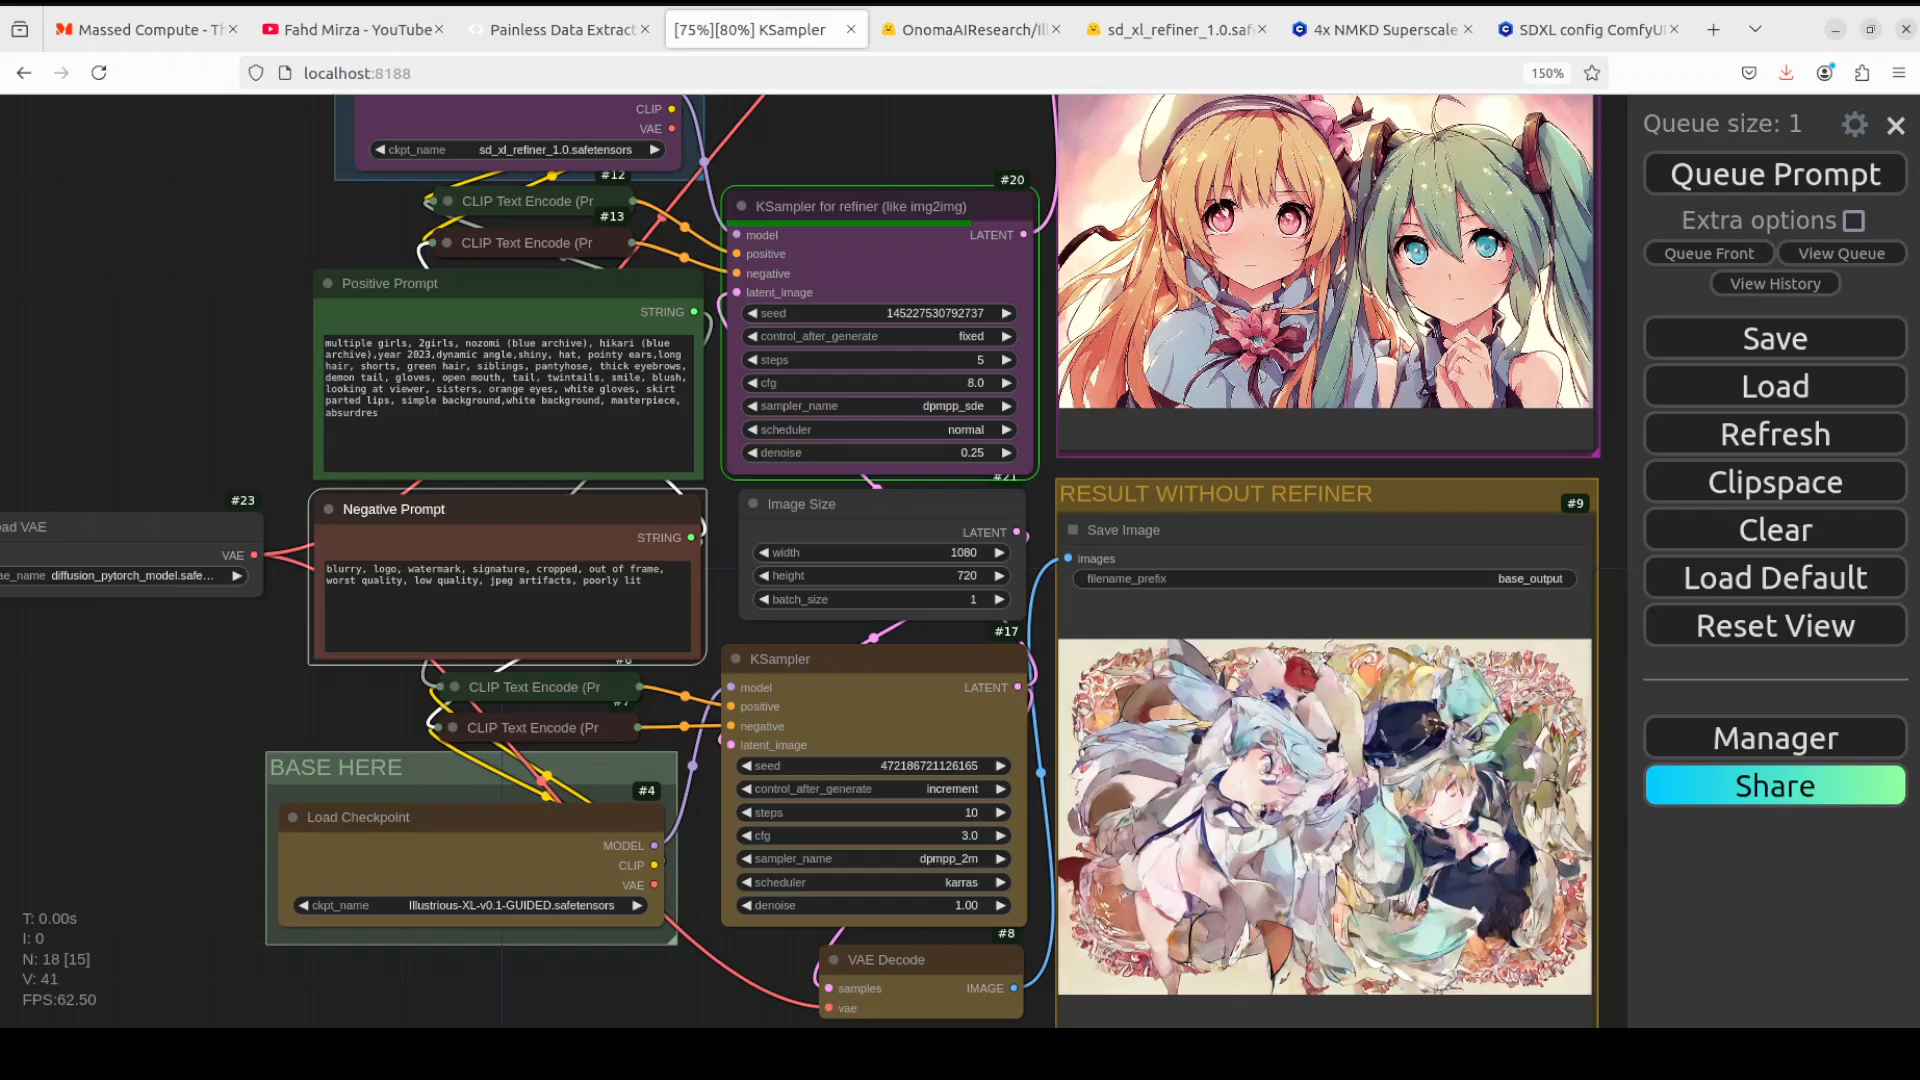 Massed Compute - Th
Fahd Mirza - YouTube
Painless Data Extract
[75%][80%] KSampler
OnomaAIResearch/Ill
sd_xl_refiner_1.0.saf
4x NMKD Superscale
SDXL config ComfyUI
localhost:8188
150%
CLIP
VAE
ckpt_name sd_xl_refiner_1.0.safetensors
#12
CLIP Text Encode (Pr
#13
CLIP Text Encode (Pr
Positive Prompt
STRING
multiple girls, 2girls, nozomi (blue archive), hikari (blue
archive),year 2023,dynamic angle,shiny, hat, pointy ears,long
hair, shorts, green hair, siblings, pantyhose, thick eyebrows,
demon tail, gloves, open mouth, tail, twintails, smile, blush,
looking at viewer, sisters, orange eyes, white gloves, skirt
parted lips, simple background,white background, masterpiece,
absurdres
#23
oad VAE
VAE
ae_name diffusion_pytorch_model.safe...
Negative Prompt
STRING
blurry, logo, watermark, signature, cropped, out of frame,
worst quality, low quality, jpeg artifacts, poorly lit
#6
CLIP Text Encode (Pr
#7
CLIP Text Encode (Pr
BASE HERE
#4
Load Checkpoint
MODEL
CLIP
VAE
ckpt_name Illustrious-XL-v0.1-GUIDED.safetensors
T: 0.00s
I: 0
N: 18 [15]
V: 41
FPS:62.50
#20
KSampler for refiner (like img2img)
model LATENT
positive
negative
latent_image
seed 145227530792737
control_after_generate fixed
steps 5
cfg 8.0
sampler_name dpmpp_sde
scheduler normal
denoise 0.25
#21
Image Size
LATENT
width 1080
height 720
batch_size 1
#17
KSampler
model LATENT
positive
negative
latent_image
seed 472186721126165
control_after_generate increment
steps 10
cfg 3.0
sampler_name dpmpp_2m
scheduler karras
denoise 1.00
#8
VAE Decode
samples IMAGE
vae
RESULT WITHOUT REFINER
#9
Save Image
images
filename_prefix base_output
Queue size: 1
Queue Prompt
Extra options
Queue Front View Queue
View History
Save
Load
Refresh
Clipspace
Clear
Load Default
Reset View
Manager
Share